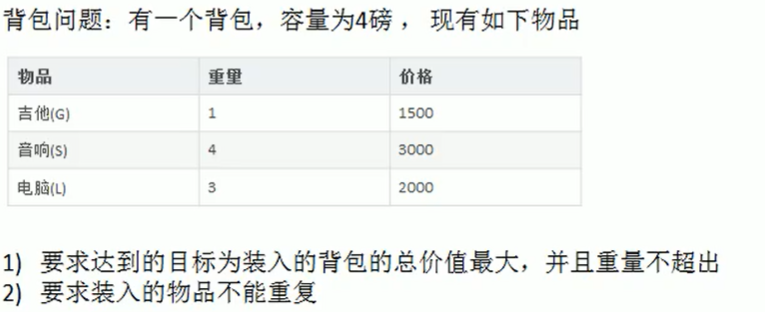 背包问题：有一个背包，容量为4磅 ， 现有如下物品
物品 重量 价格
吉他(G) 1 1500
音响(S) 4 3000
电脑(L) 3 2000
1) 要求达到的目标为装入的背包的总价值最大，并且重量不超出
2) 要求装入的物品不能重复